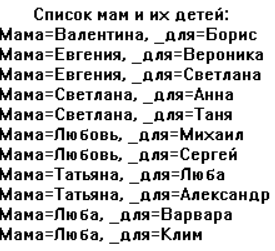 Список мам и их детей:
Мама=Валентина, _для=Борис
Мама=Евгения, _для=Вероника
Мама=Евгения, _для=Светлана
Мама=Светлана, _для=Анна
Мама=Светлана, _для=Таня
Мама=Любовь, _для=Михаил
Мама=Любовь, _для=Сергей
Мама=Татьяна, _для=Люба
Мама=Татьяна, _для=Александр
Мама=Люба, _для=Варвара
Мама=Люба, _для=Клим